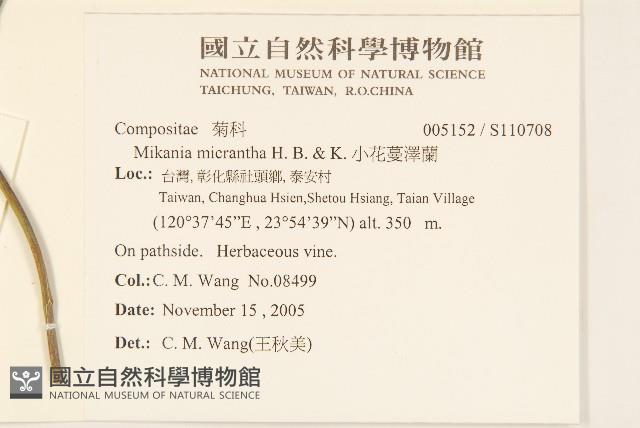 國立自然科學博物館
NATIONAL MUSEUM OF NATURAL SCIENCE
TAICHUNG, TAIWAN, R.O.CHINA
Compositae 菊科 005152 / S110708
Mikania micrantha H. B. & K. 小花蔓澤蘭
Loc.: 台灣, 彰化縣社頭鄉, 泰安村
Taiwan, Changhua Hsien,Shetou Hsiang, Taian Village
(120°37'45”E , 23°54'39”N) alt. 350 m.
On pathside. Herbaceous vine.
Col.: C. M. Wang No.08499
Date: November 15 , 2005
Det.: C. M. Wang(王秋美)
國立自然科學博物館
NATIONAL MUSEUM OF NATURAL SCIENCE